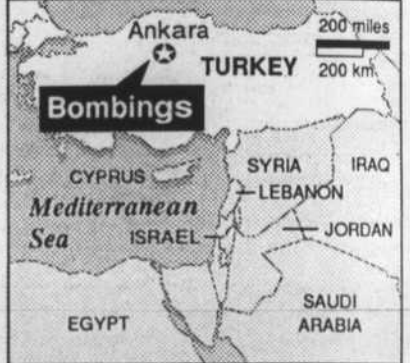 Ankara
200 miles
200 km
TURKEY
Bombings
CYPRUS
SYRIA
IRAQ
LEBANON
Mediterranean
Sea
ISRAEL
JORDAN
EGYPT
SAUDI
ARABIA